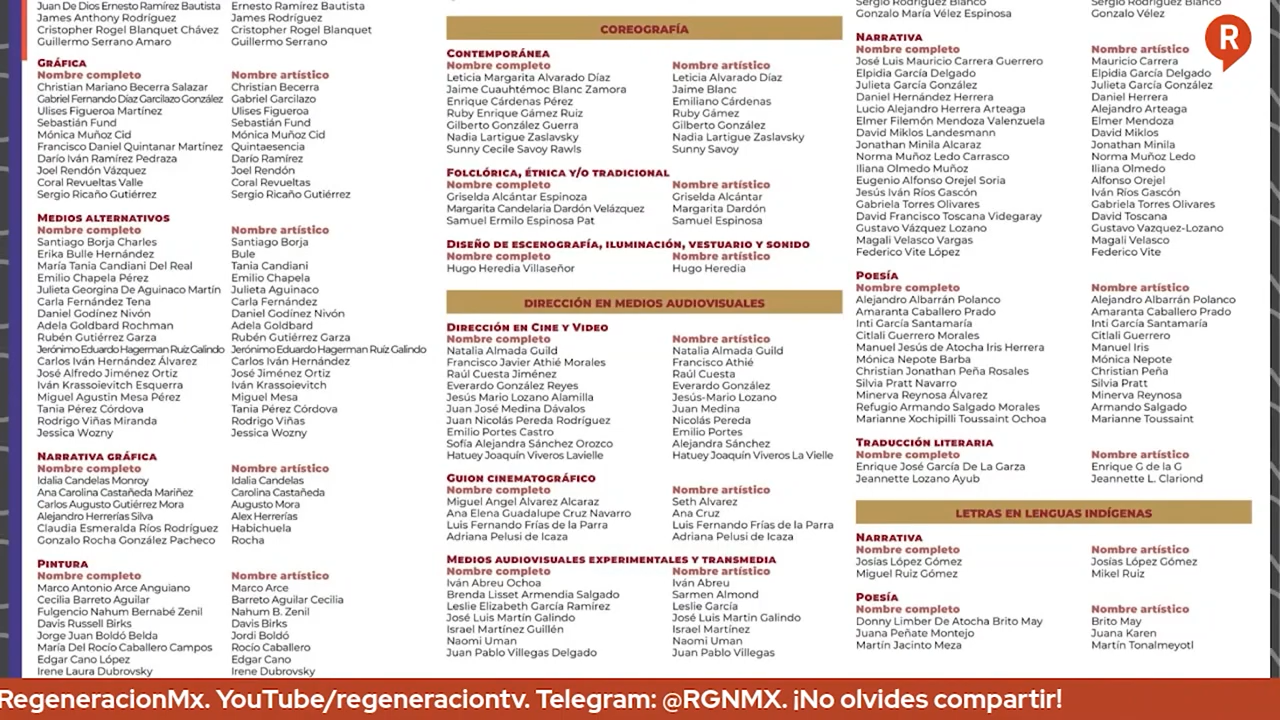 Juan De Dios Ernesto Ramírez Bautista Ernesto Ramírez Bautista
James Anthony Rodríguez James Rodríguez
Cristopher Rogel Blanquet Chávez Cristopher Rogel Blanquet
Guillermo Serrano Amaro Guillermo Serrano
GRÁFICA
Nombre completo Nombre artístico
Christian Mariano Becerra Salazar Christian Becerra
Gabriel Fernando Díaz Garcilazo González Gabriel Garcilazo
Ulises Figueroa Martínez Ulises Figueroa
Sebastián Fund Sebastián Fund
Mónica Muñoz Cid Mónica Muñoz Cid
Francisco Daniel Quintanar Martínez Quintaesencia
Darío Iván Ramírez Pedraza Darío Ramírez
Joel Rendón Vázquez Joel Rendón
Coral Revueltas Valle Coral Revueltas
Sergio Ricaño Gutiérrez Sergio Ricaño Gutiérrez
MEDIOS ALTERNATIVOS
Nombre completo Nombre artístico
Santiago Borja Charles Santiago Borja
Erika Bulle Hernández Bule
María Tania Candiani Del Real Tania Candiani
Emilio Chapela Pérez Emilio Chapela
Julieta Georgina De Aguinaco Martín Julieta Aguinaco
Carla Fernández Tena Carla Fernández
Daniel Godínez Nivón Daniel Godínez Nivón
Adela Goldbard Rochman Adela Goldbard
Rubén Gutiérrez Garza Rubén Gutiérrez Garza
Jerónimo Eduardo Hagerman Ruíz Galindo Jerónimo Eduardo Hagerman Ruíz Galindo
Carlos Iván Hernández Álvarez Carlos Iván Hernández
José Alfredo Jiménez Ortiz José Jiménez Ortiz
Iván Krassoievitch Esquerra Iván Krassoievitch
Miguel Agustin Mesa Pérez Miguel Mesa
Tania Pérez Córdova Tania Pérez Córdova
Rodrigo Viñas Miranda Rodrigo Viñas
Jessica Wozny Jessica Wozny
NARRATIVA GRÁFICA
Nombre completo Nombre artístico
Idalia Candelas Monroy Idalia Candelas
Ana Carolina Castañeda Mariñez Carolina Castañeda
Carlos Augusto Gutiérrez Mora Augusto Mora
Alejandro Herrerías Silva Alex Herrerías
Claudia Esmeralda Ríos Rodríguez Habichuela
Gonzalo Rocha González Pacheco Rocha
PINTURA
Nombre completo Nombre artístico
Marco Antonio Arce Anguiano Marco Arce
Cecilia Barreto Aguilar Barreto Aguilar Cecilia
Fulgencio Nahum Bernabé Zenil Nahum B. Zenil
Davis Russell Birks Davis Birks
Jorge Juan Boldó Belda Jordi Boldó
María Del Rocío Caballero Campos Rocío Caballero
Edgar Cano López Edgar Cano
Irene Laura Dubrovsky Irene Dubrovsky
COREOGRAFÍA
CONTEMPORÁNEA
Nombre completo Nombre artístico
Leticia Margarita Alvarado Díaz Leticia Alvarado Díaz
Jaime Cuauhtémoc Blanc Zamora Jaime Blanc
Enrique Cárdenas Pérez Emiliano Cárdenas
Ruby Enrique Gámez Ruiz Ruby Gámez
Gilberto González Guerra Gilberto González
Nadia Lartigue Zaslavsky Nadia Lartigue Zaslavsky
Sunny Cecile Savoy Rawls Sunny Savoy
FOLCLÓRICA, ÉTNICA Y/O TRADICIONAL
Nombre completo Nombre artístico
Griselda Alcántar Espinoza Griselda Alcántar
Margarita Candelaria Dardón Velázquez Margarita Dardón
Samuel Ermilo Espinosa Pat Samuel Espinosa
DISEÑO DE ESCENOGRAFÍA, ILUMINACIÓN, VESTUARIO Y SONIDO
Nombre completo Nombre artístico
Hugo Heredia Villaseñor Hugo Heredia
DIRECCIÓN EN MEDIOS AUDIOVISUALES
DIRECCIÓN EN CINE Y VIDEO
Nombre completo Nombre artístico
Natalia Almada Guild Natalia Almada Guild
Francisco Javier Athié Morales Francisco Athié
Raúl Cuesta Jiménez Raúl Cuesta
Everardo González Reyes Everardo González
Jesús Mario Lozano Alamilla Jesús-Mario Lozano
Juan José Medina Dávalos Juan Medina
Juan Nicolás Pereda Rodríguez Nicolás Pereda
Emilio Portes Castro Emilio Portes
Sofía Alejandra Sánchez Orozco Alejandra Sánchez
Hatuey Joaquín Viveros Lavielle Hatuey Joaquín Viveros La Vielle
GUION CINEMATOGRÁFICO
Nombre completo Nombre artístico
Miguel Angel Álvarez Alcaraz Seth Alvarez
Ana Elena Guadalupe Cruz Navarro Ana Cruz
Luis Fernando Frías de la Parra Luis Fernando Frías de la Parra
Adriana Pelusi de Icaza Adriana Pelusi de Icaza
MEDIOS AUDIOVISUALES EXPERIMENTALES Y TRANSMEDIA
Nombre completo Nombre artístico
Iván Abreu Ochoa Iván Abreu
Brenda Lisset Armendia Salgado Sarmen Almond
Leslie Elizabeth García Ramírez Leslie García
José Luis Martín Galindo José Luis Martin Galindo
Israel Martínez Guillén Israel Martínez
Naomi Uman Naomi Uman
Juan Pablo Villegas Delgado Juan Pablo Villegas
Gonzalo María Vélez Espinosa Gonzalo Vélez
NARRATIVA
Nombre completo Nombre artístico
José Luis Mauricio Carrera Guerrero Mauricio Carrera
Elpidia García Delgado Elpidia García Delgado
Julieta García González Julieta García González
Daniel Hernández Herrera Daniel Herrera
Lucio Alejandro Herrera Arteaga Alejandro Arteaga
Elmer Filemón Mendoza Valenzuela Elmer Mendoza
David Miklos Landesmann David Miklos
Jonathan Minila Alcaraz Jonathan Minila
Norma Muñoz Ledo Carrasco Norma Muñoz Ledo
Iliana Olmedo Muñoz Iliana Olmedo
Eugenio Alfonso Orejel Soria Alfonso Orejel
Jesús Iván Ríos Gascón Iván Ríos Gascón
Gabriela Torres Olivares Gabriela Torres Olivares
David Francisco Toscana Videgaray David Toscana
Gustavo Vázquez Lozano Gustavo Vazquez-Lozano
Magali Velasco Vargas Magali Velasco
Federico Vite López Federico Vite
POESÍA
Nombre completo Nombre artístico
Alejandro Albarrán Polanco Alejandro Albarrán Polanco
Amaranta Caballero Prado Amaranta Caballero Prado
Inti García Santamaría Inti García Santamaría
Citlali Guerrero Morales Citlali Guerrero
Manuel Jesús de Atocha Iris Herrera Manuel Iris
Mónica Nepote Barba Mónica Nepote
Christian Jonathan Peña Rosales Christian Peña
Silvia Pratt Navarro Silvia Pratt
Minerva Reynosa Álvarez Minerva Reynosa
Refugio Armando Salgado Morales Armando Salgado
Marianne Xochipilli Toussaint Ochoa Marianne Toussaint
TRADUCCIÓN LITERARIA
Nombre completo Nombre artístico
Enrique José García De La Garza Enrique G de la G
Jeannette Lozano Ayub Jeannette L. Clariond
LETRAS EN LENGUAS INDÍGENAS
NARRATIVA
Nombre completo Nombre artístico
Josías López Gómez Josías López Gómez
Miguel Ruiz Gómez Mikel Ruiz
POESÍA
Nombre completo Nombre artístico
Donny Limber De Atocha Brito May Brito May
Juana Peñate Montejo Juana Karen
Martín Jacinto Meza Martín Tonalmeyotl
R
RegeneracionMx. YouTube/regeneraciontv. Telegram: @RGNMX. ¡No olvides compartir!